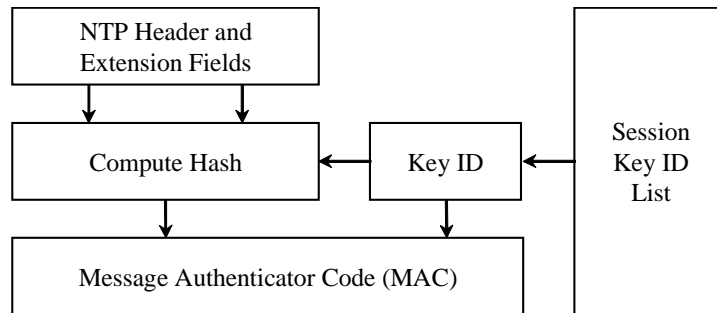 NTP Header and
Extension Fields
Compute Hash
Key ID
Session
Key ID
List
Message Authenticator Code (MAC)